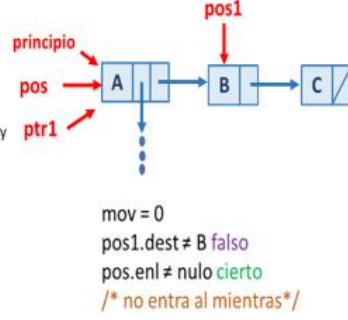 pos1
principio
A
B
C
pos
y
ptr1
mov = 0
pos1.dest ≠ B falso
pos.enl ≠ nulo cierto
/* no entra al mientras*/